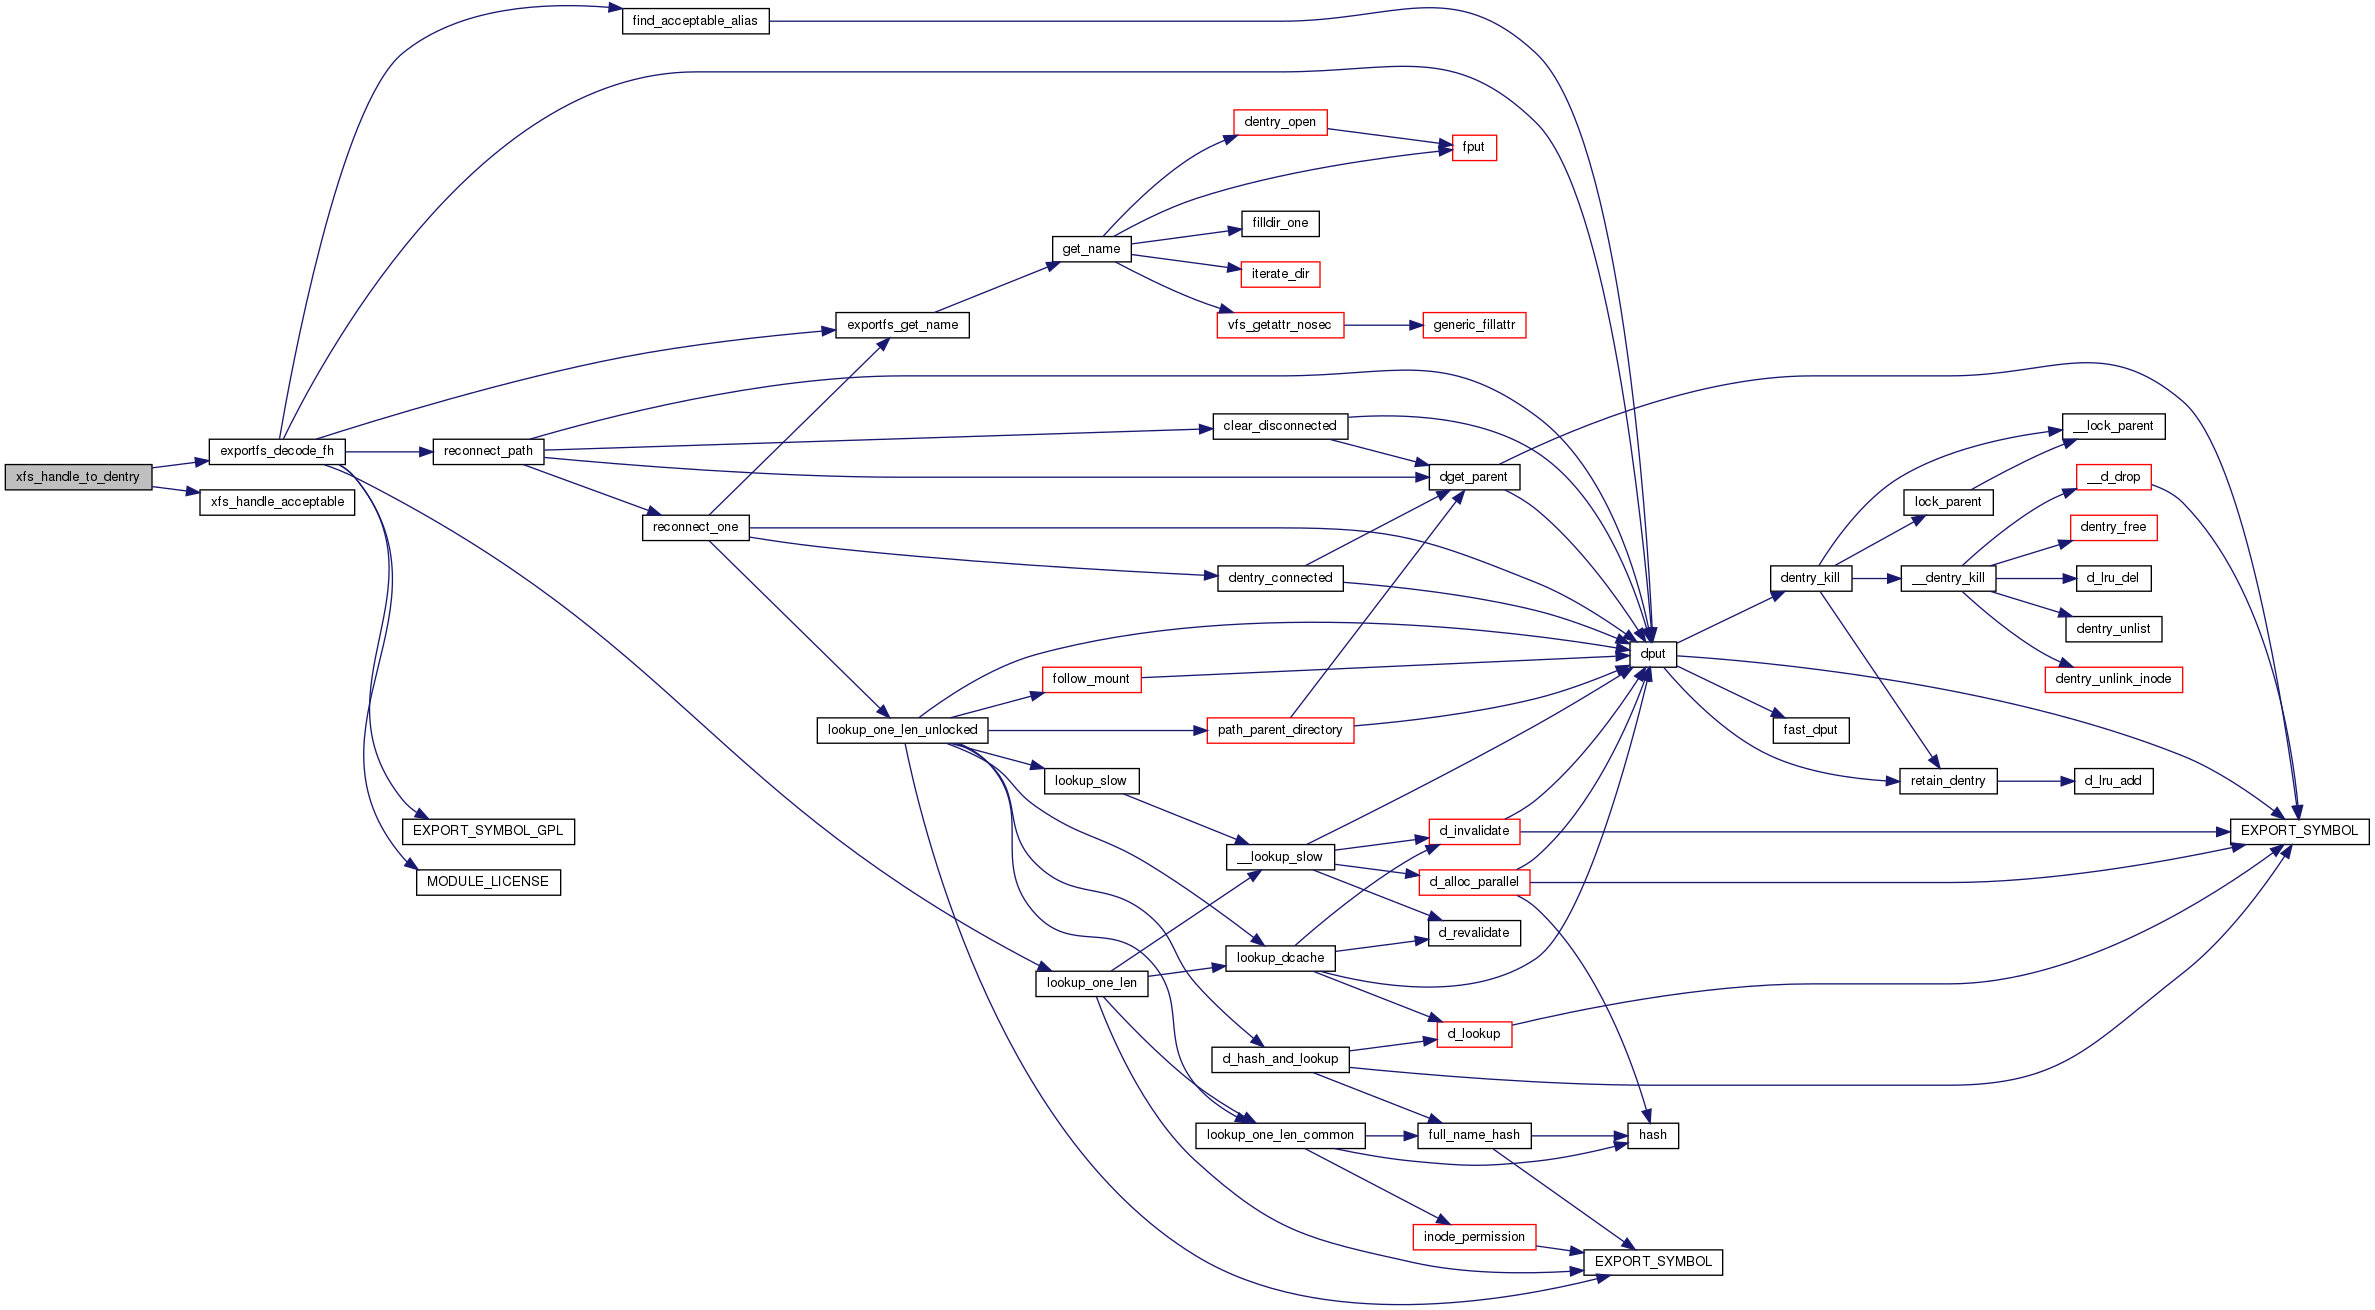 find_acceptable_alias
dentry_open
fput
filldir_one
get_name
iterate_dir
exportfs_get_name
vfs_getattr_nosec
generic_fillattr
clear_disconnected
__lock_parent
exportfs_decode_fh
reconnect_path
xfs_handle_to_dentry
dget_parent
__d_drop
xfs_handle_acceptable
lock_parent
reconnect_one
dentry_free
dentry_connected
dentry_kill
__dentry_kill
d_lru_del
dentry_unlist
dput
follow_mount
dentry_unlink_inode
lookup_one_len_unlocked
path_parent_directory
fast_dput
lookup_slow
retain_dentry
d_lru_add
EXPORT_SYMBOL_GPL
d_invalidate
EXPORT_SYMBOL
__lookup_slow
MODULE_LICENSE
d_alloc_parallel
d_revalidate
lookup_dcache
lookup_one_len
d_lookup
d_hash_and_lookup
lookup_one_len_common
full_name_hash
hash
inode_permission
EXPORT_SYMBOL